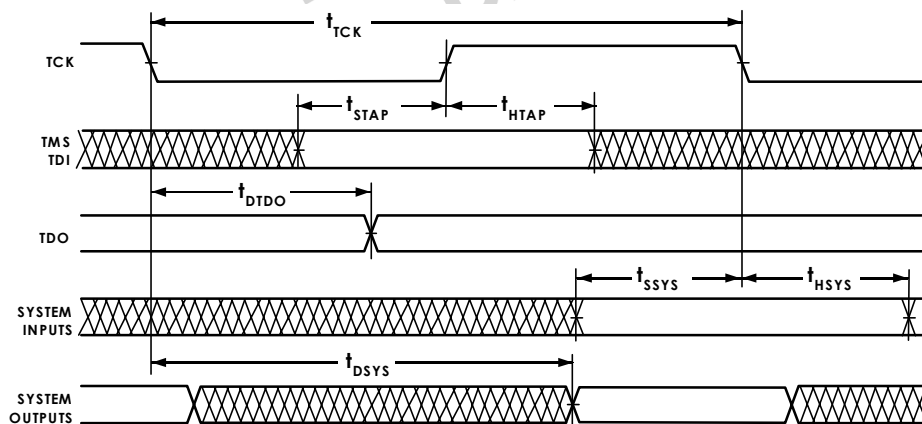 tTCK
TCK
tSTAP
tHTAP
TMS
TDI
tDTDO
TDO
tSSYS
tHSYS
SYSTEM
INPUTS
tDSYS
SYSTEM
OUTPUTS